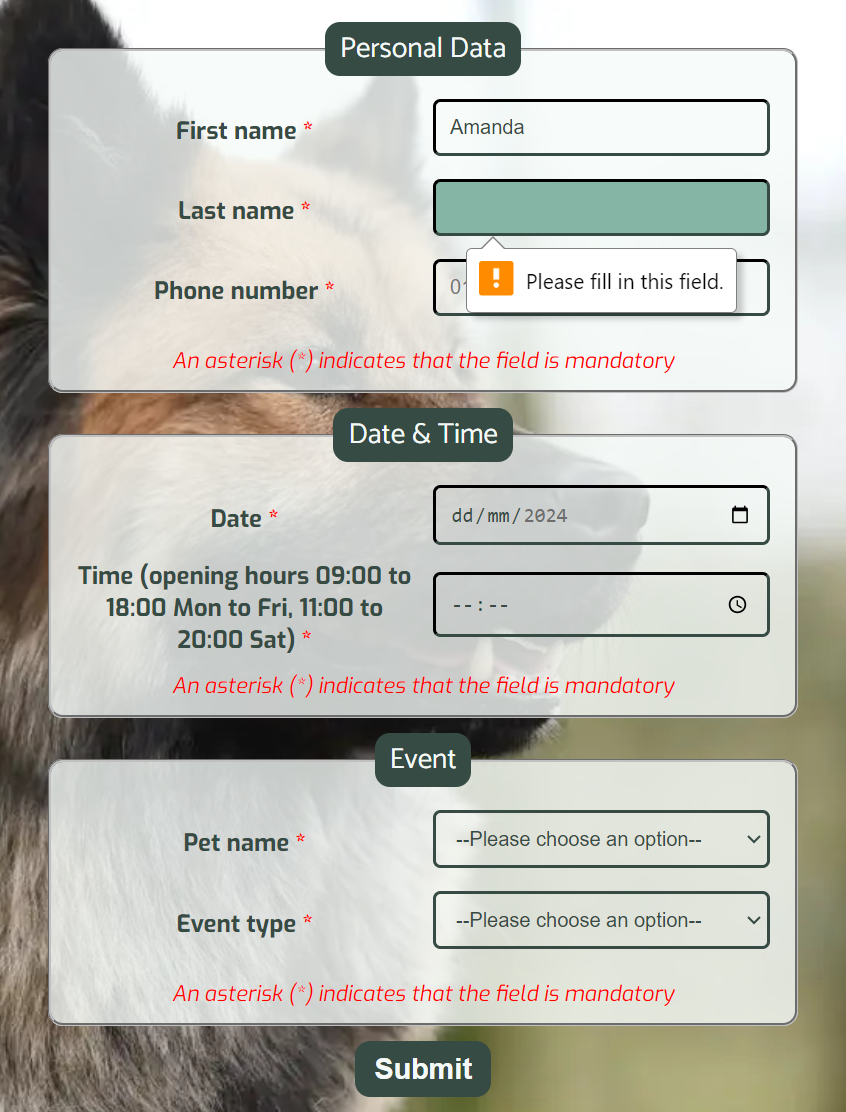 Personal Data
First name *
Amanda
Last name *
Please fill in this field.
Phone number *
An asterisk (*) indicates that the field is mandatory
Date & Time
Date *
dd/mm/2024
Time (opening hours 09:00 to
18:00 Mon to Fri, 11:00 to
20:00 Sat) *
--:--
An asterisk (*) indicates that the field is mandatory
Event
Pet name *
--Please choose an option--
Event type *
--Please choose an option--
An asterisk (*) indicates that the field is mandatory
Submit